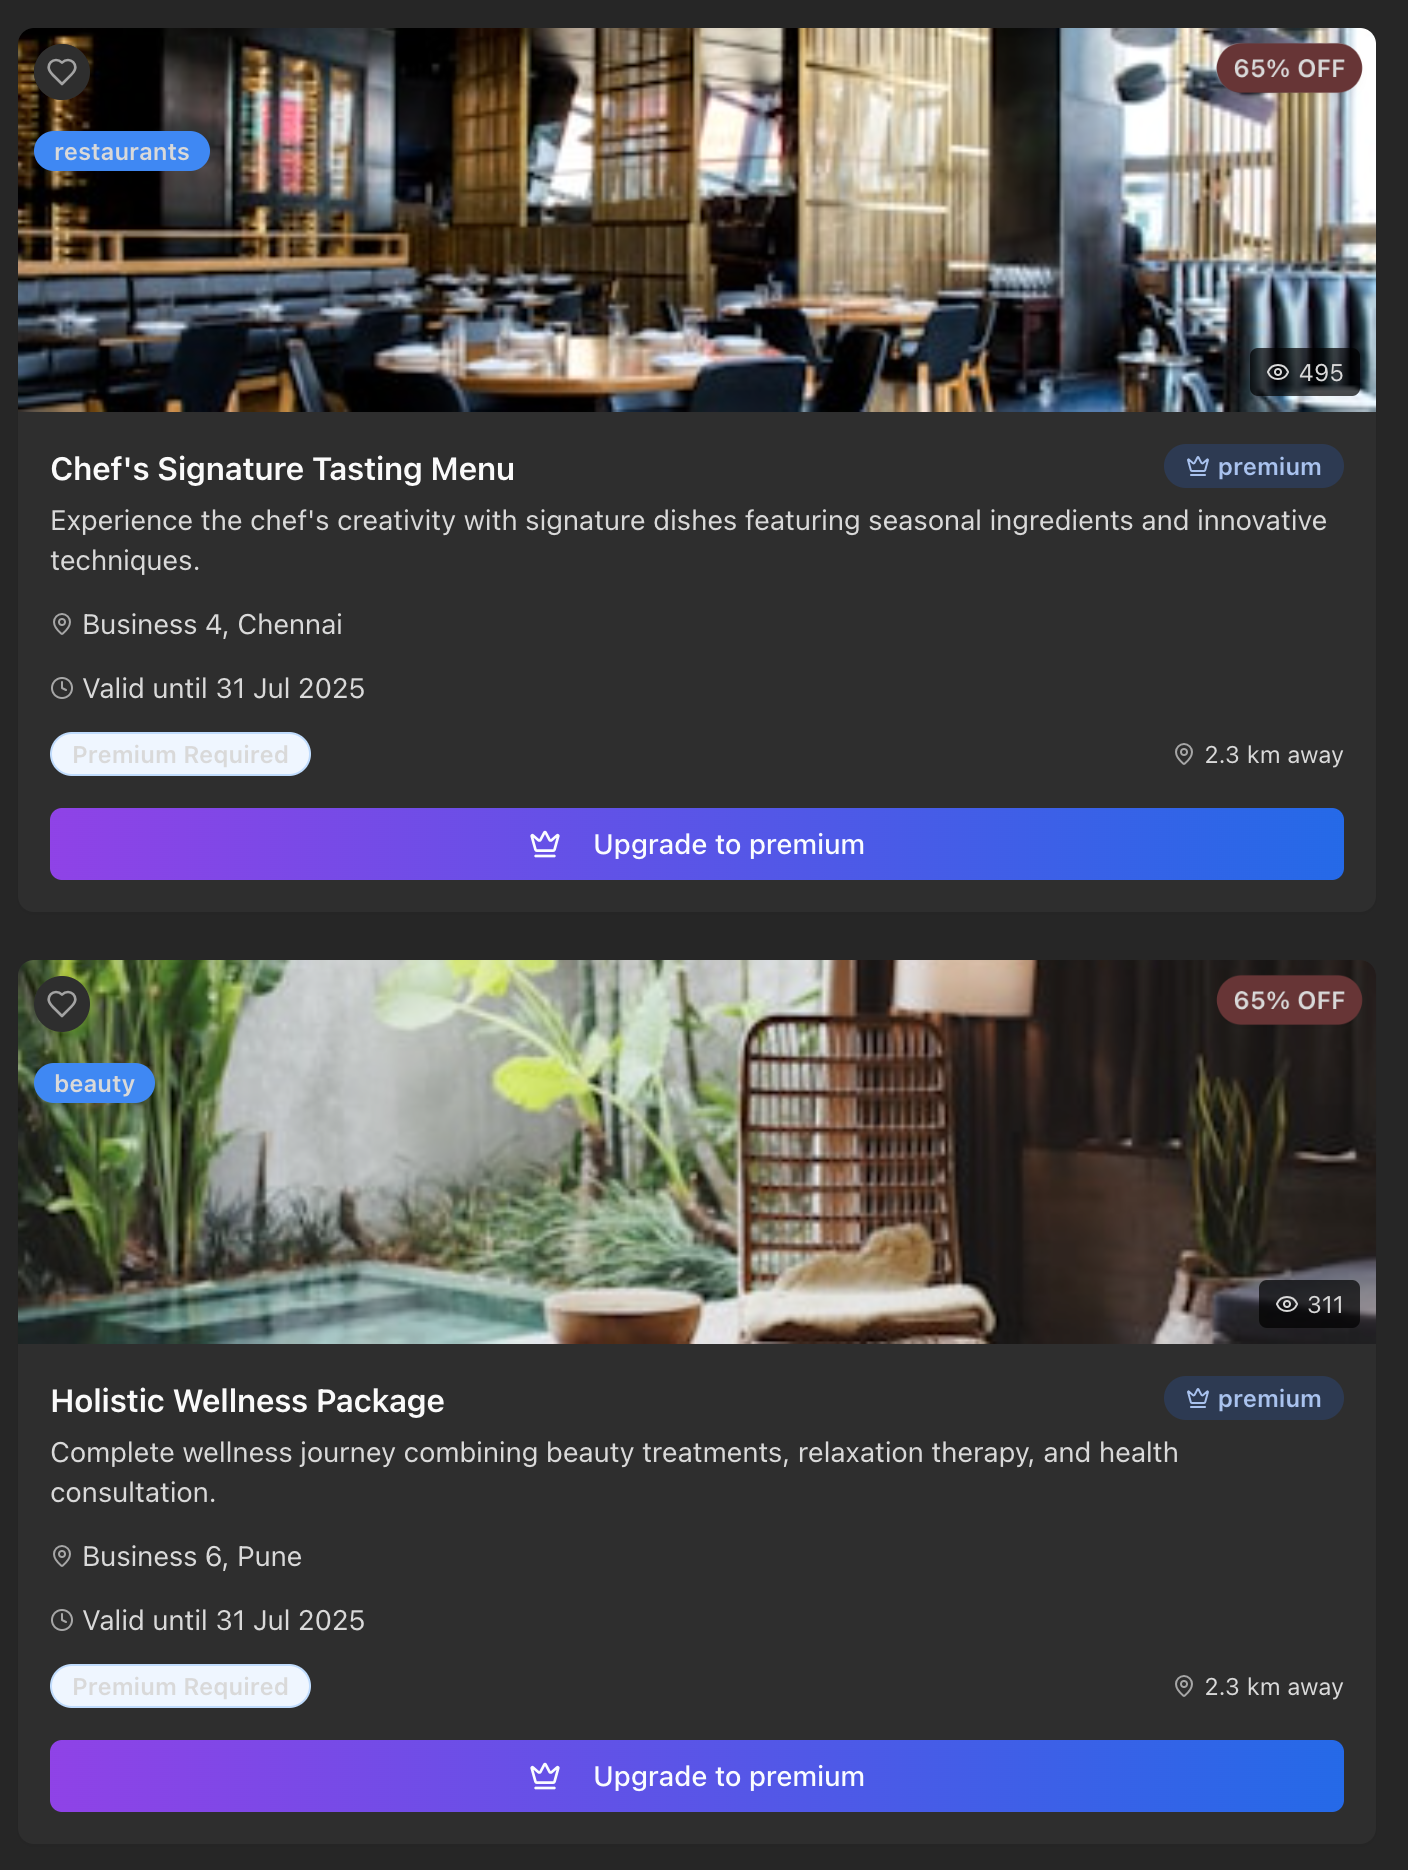 65% OFF
restaurants
495
Chef's Signature Tasting Menu
premium
Experience the chef's creativity with signature dishes featuring seasonal ingredients and innovative
techniques.
Business 4, Chennai
Valid until 31 Jul 2025
Premium Required
2.3 km away
Upgrade to premium
65% OFF
beauty
311
Holistic Wellness Package
premium
Complete wellness journey combining beauty treatments, relaxation therapy, and health
consultation.
Business 6, Pune
Valid until 31 Jul 2025
Premium Required
2.3 km away
Upgrade to premium